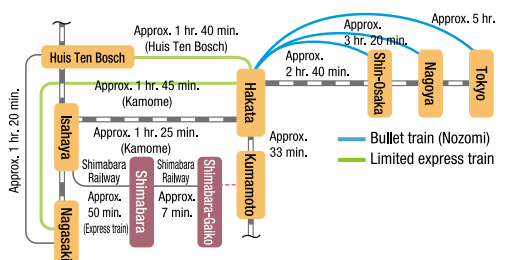 Approx. 1 hr. 40 min.
(Huis Ten Bosch)
Approx. 5 hr.
Approx.
3 hr. 20 min.
Approx.
2 hr. 40 min.
Huis Ten Bosch
Approx. 1 hr. 45 min.
(Kamome)
Hakata
Shin-Osaka
Nagoya
Tokyo
Approx. 1 hr. 20 min.
Isahaya
Approx. 1 hr. 25 min.
(Kamome)
Approx.
33 min.
Bullet train (Nozomi)
Limited express train
Shimabara
Railway
Shimabara
Shimabara
Railway
Shimabara-Gaiko
Kumamoto
Approx.
50 min.
(Express train)
Approx.
7 min.
Nagasaki